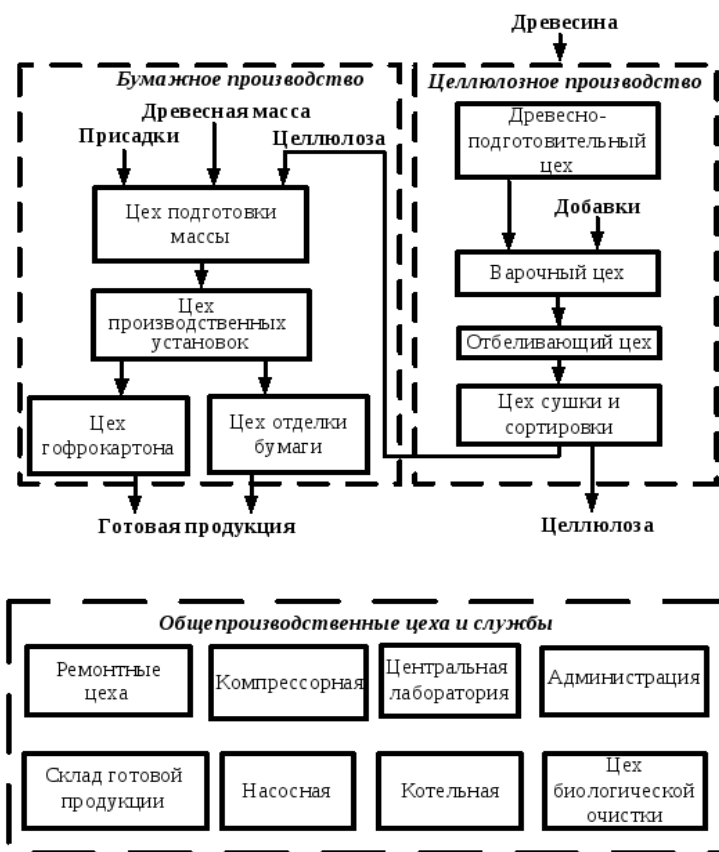 Древесина
Бумажное производство
Древесная масса
Присадки
Целлюлоза
Цех подготовки
массы
Цех
производственных
установок
Цех
гофрокартона
Цех отделки
бумаги
Готовая продукция
Целлюлозное производство
Древесно-
подготовительный
цех
Добавки
Варочный цех
Отбеливающий цех
Цех сушки и
сортировки
Целлюлоза
Общепроизводственные цеха и службы
Ремонтные
цеха
Компрессорная
Центральная
лаборатория
Администрация
Склад готовой
продукции
Насосная
Котельная
Цех
биологической
очистки